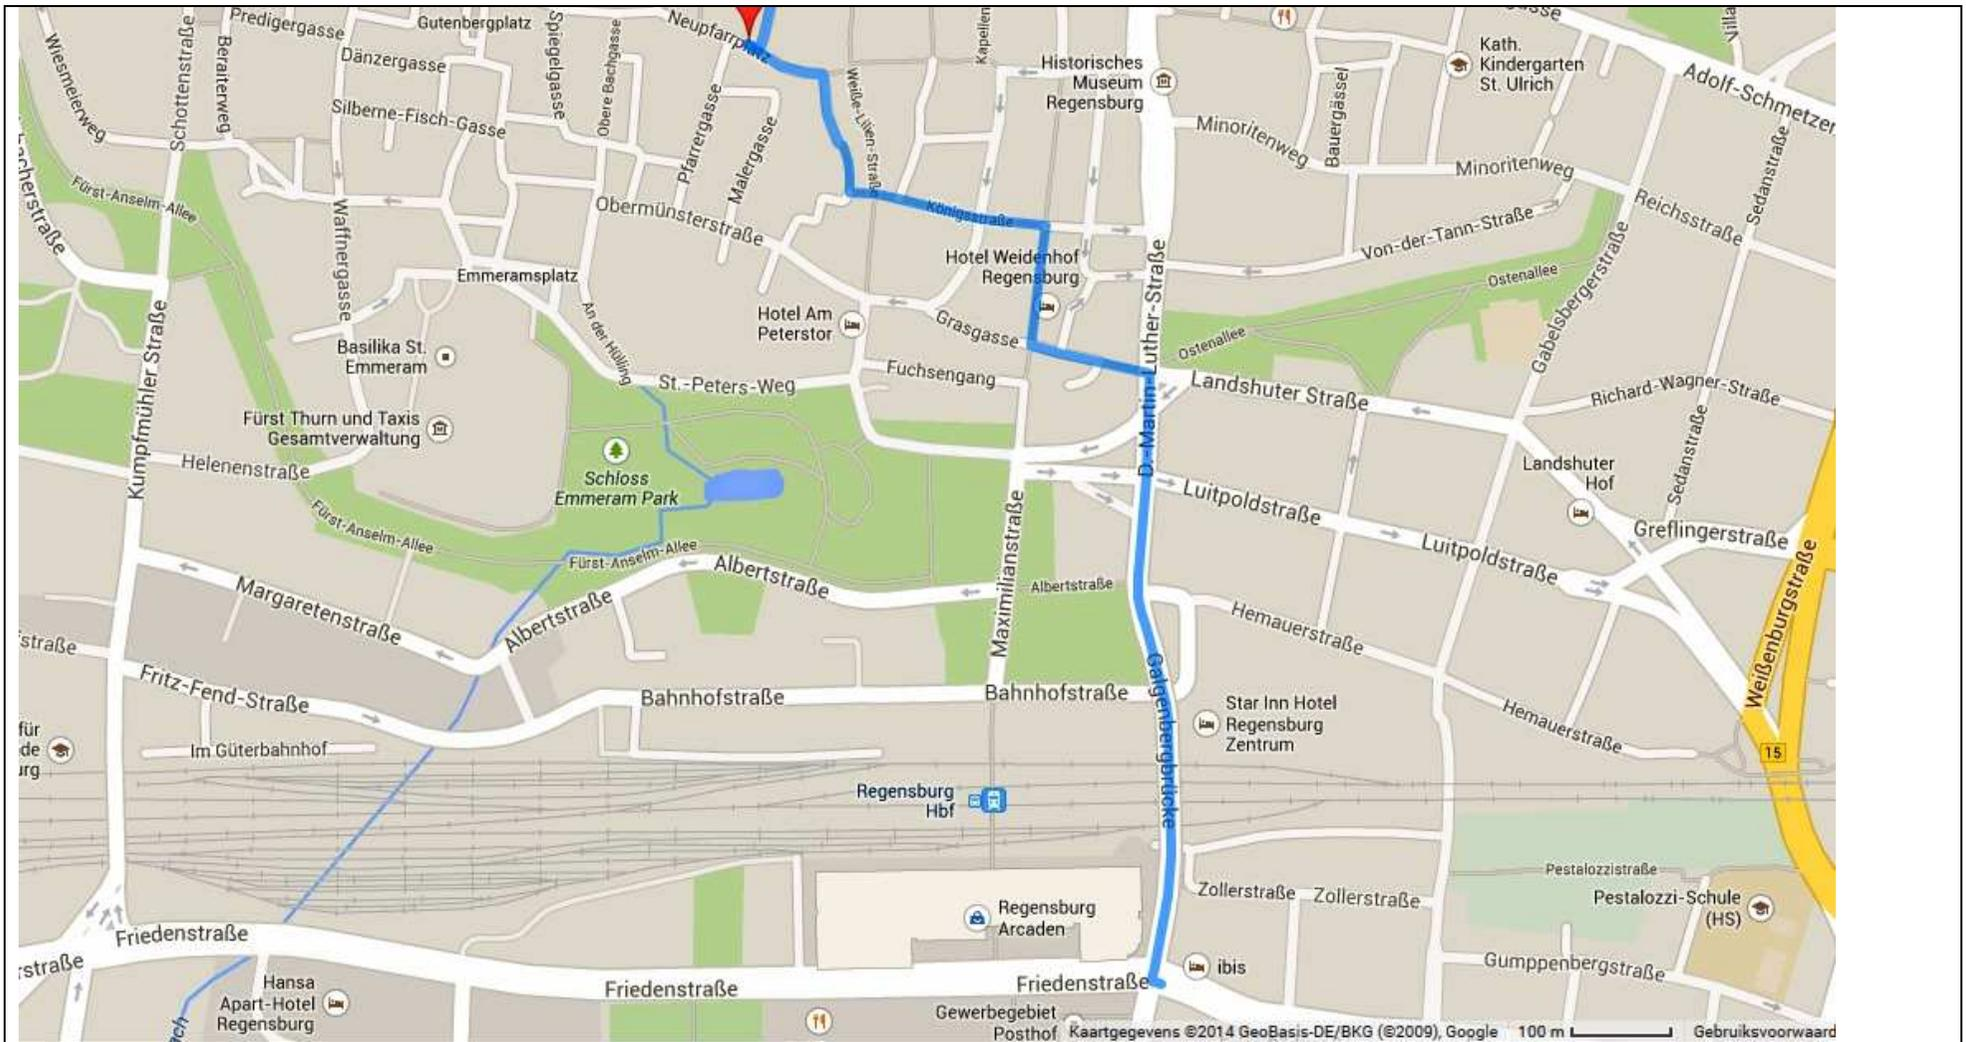 Predigergasse
Gutenbergplatz
Neupfarrplatz
Kapellen
Historisches
Museum
Regensburg
Kath.
Kindergarten
St. Ulrich
Adolf-Schmetzer
Wiesmeierweg
Schottenstraße
Beraiterweg
Dänzergasse
Spiegelgasse
Obere Bachgasse
Silberne-Fisch-Gasse
Pfarrergasse
Malergasse
Weiße-Lilien-Straße
Minoritenweg
Bauergässel
Minoritenweg
Reichsstraße
Sedanstraße
Fürst-Anselm-Allee
Waffnergasse
Obermünsterstraße
Königsstraße
Von-der-Tann-Straße
Emmeramsplatz
Hotel Weidenhof
Regensburg
D.-Martin-Luther-Straße
Ostenallee
Gabelsbergerstraße
An der Hülling
Hotel Am
Peterstor
Grasgasse
Ostenallee
Kumpfmühler Straße
Basilika St.
Emmeram
St.-Peters-Weg
Fuchsengang
Landshuter Straße
Richard-Wagner-Straße
Fürst Thurn und Taxis
Gesamtverwaltung
Helenenstraße
Schloss
Emmeram Park
Luitpoldstraße
Landshuter
Hof
Sedanstraße
Greflingerstraße
Fürst-Anselm-Allee
Fürst-Anselm-Allee
Luitpoldstraße
Weißenburgstraße
Margaretenstraße
Albertstraße
Albertstraße
Maximilianstraße
Albertstraße
Hemauerstraße
straße
Fritz-Fend-Straße
Bahnhofstraße
Bahnhofstraße
Galgenbergbrücke
Star Inn Hotel
Regensburg
Zentrum
Hemauerstraße
15
für
de
urg
Im Güterbahnhof
Regensburg
Hbf
Regensburg
Arcaden
Zollerstraße
Zollerstraße
Pestalozzistraße
Pestalozzi-Schule
(HS)
Friedenstraße
rstraße
Hansa
Apart-Hotel
Regensburg
Friedenstraße
Friedenstraße
ibis
Gumppenbergstraße
Gewerbegebiet
Posthof
Kaartgegevens ©2014 GeoBasis-DE/BKG (©2009), Google
100 m
Gebruiksvoorwaard